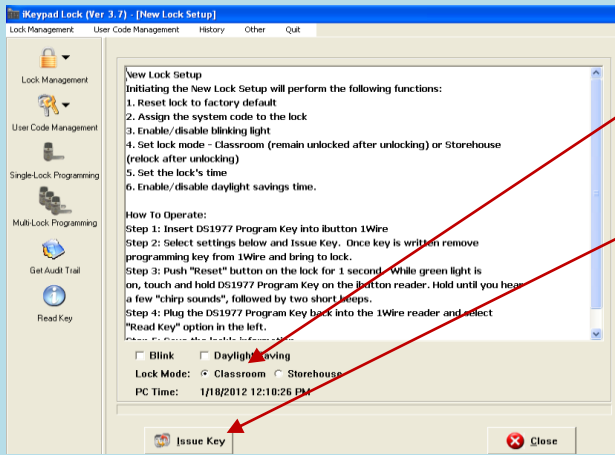 iKeypad Lock (Ver 3.7) - [New Lock Setup]
Lock Management User Code Management History Other Quit
Lock Management
User Code Management
Single-Lock Programming
Multi-Lock Programming
Get Audit Trail
Read Key
New Lock Setup
Initiating the New Lock Setup will perform the following functions:
1. Reset lock to factory default
2. Assign the system code to the lock
3. Enable/disable blinking light
4. Set lock mode - Classroom (remain unlocked after unlocking) or Storehouse
(relock after unlocking)
5. Set the lock's time
6. Enable/disable daylight savings time.
How To Operate:
Step 1: Insert DS1977 Program Key into ibutton 1Wire
Step 2: Select settings below and Issue Key. Once key is written remove
programming key from 1Wire and bring to lock.
Step 3: Push "Reset" button on the lock for 1 second. While green light is
on, touch and hold DS1977 Program Key on the ibutton reader. Hold until you hear
a few "chirp sounds", followed by two short beeps.
Step 4: Plug the DS1977 Program Key back into the 1Wire reader and select
"Read Key" option in the left.
Blink Daylight Saving
Lock Mode: Classroom Storehouse
PC Time: 1/18/2012 12:10:26 PM
Issue Key Close